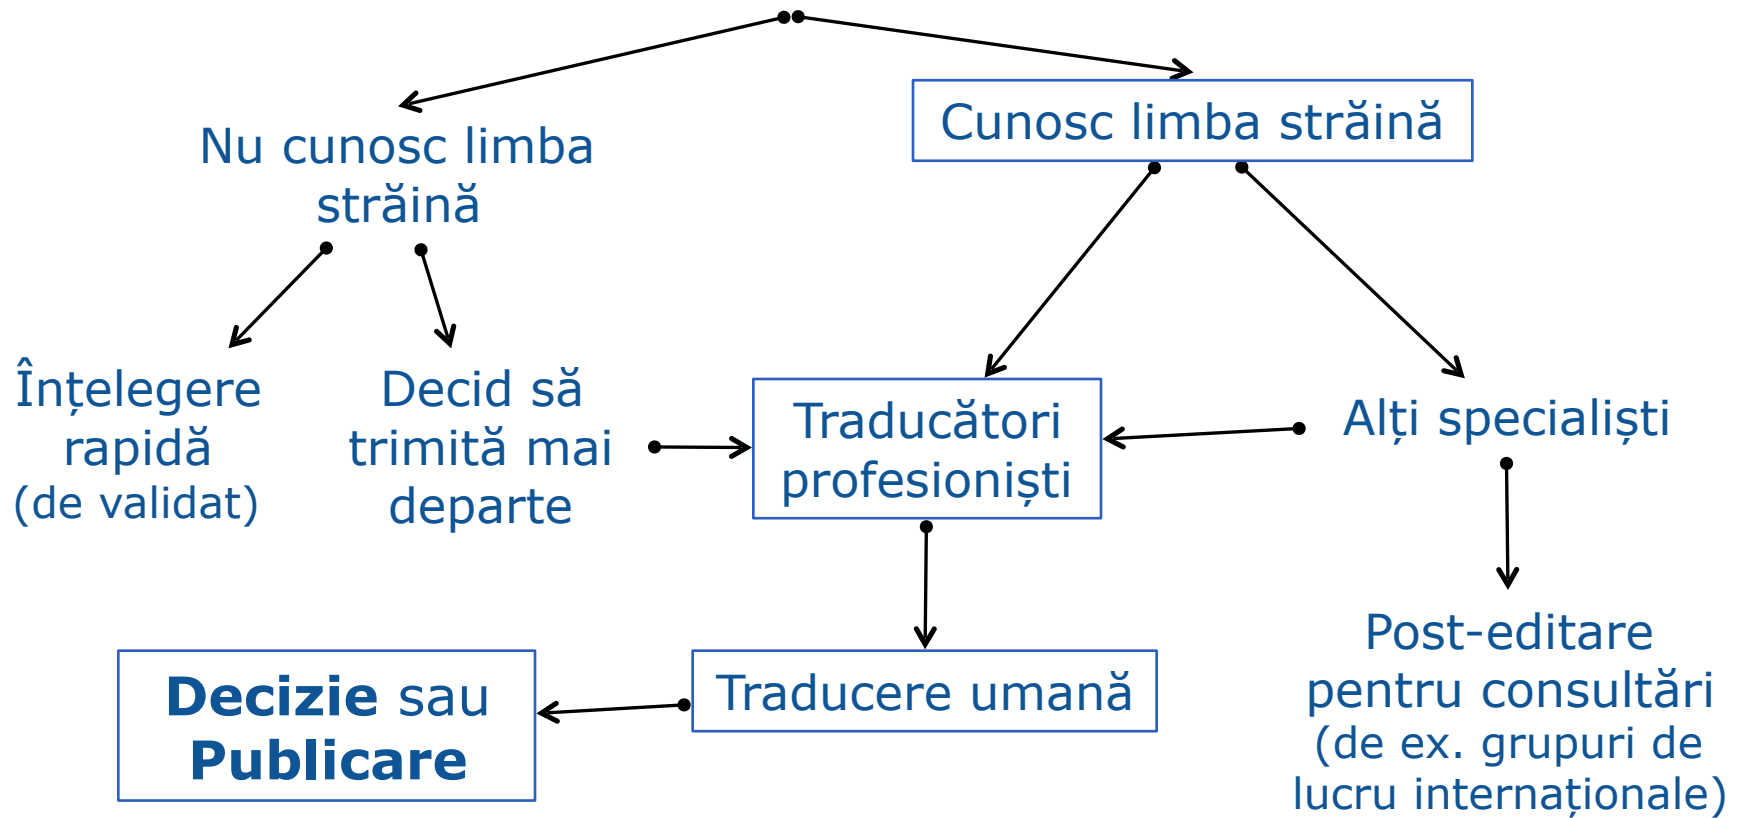 Cunosc limba străină
Nu cunosc limba
străină
Înțelegere
rapidă
(de validat)
Decid să
trimită mai
departe
Traducători
profesioniști
Alți specialiști
Decizie sau
Publicare
Traducere umană
Post-editare
pentru consultări
(de ex. grupuri de
lucru internaționale)